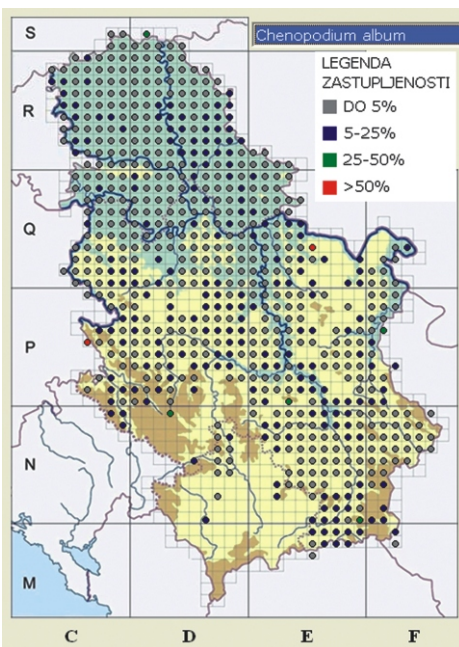 Chenopodium album
LEGENDA
ZASTUPLJENOSTI
DO 5%
5-25%
25-50%
>50%
S
R
Q
P
N
M
C D E F